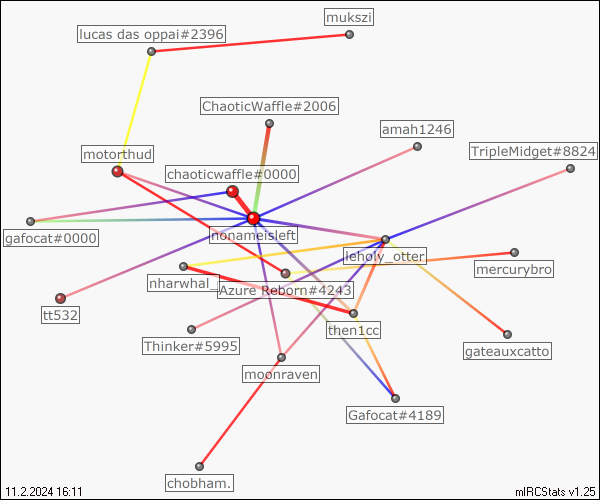 mukszi
lucas das oppai#2396
ChaoticWaffle#2006
amah1246
TripleMidget#8824
motorthud
chaoticwaffle#0000
gafocat#0000
nonameisleft
leholy_otter
mercurybro
nharwhal_
Azure Reborn#4243
tt532
then1cc
Thinker#5995
gateauxcatto
moonraven
Gafocat#4189
chobham.
11.2.2024 16:11
mIRCStats v1.25